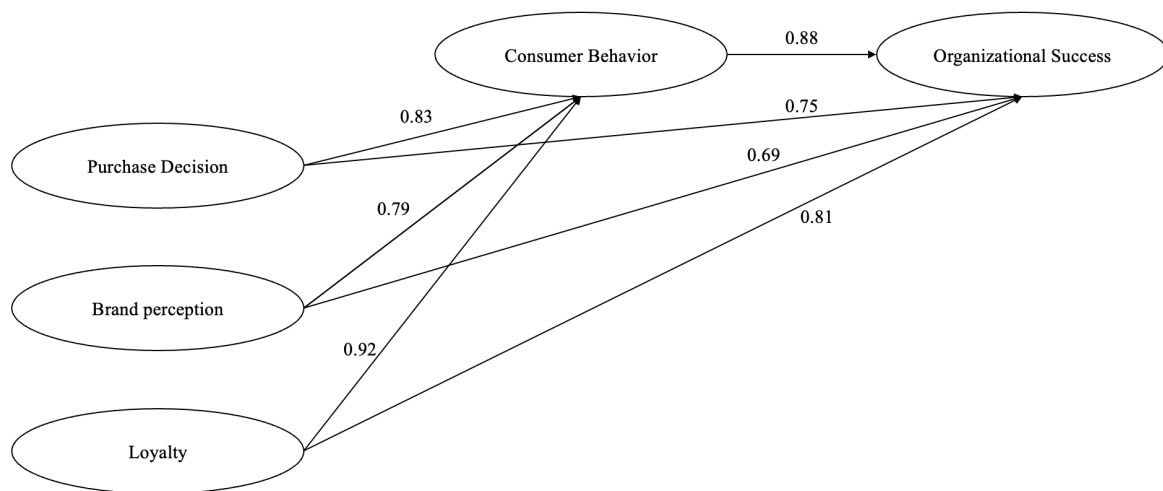 Consumer Behavior
0.88
Organizational Success
0.83
0.75
Purchase Decision
0.69
0.79
Brand perception
0.81
0.92
Loyalty